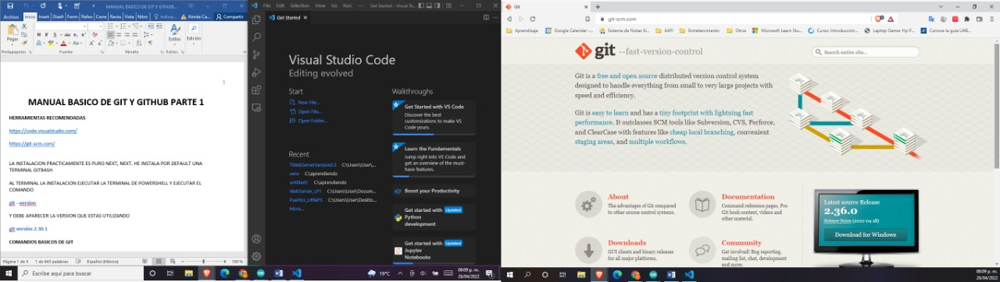 MANUAL BASICO DE GIT Y GITHUB...
Aimée Ca...
Archivo Inicio Insert Diseñ Form Refer Corre Revis Vista Nitro
Compartir
Pegar
Estilos
Edición
Portapapeles
Fuente
Párrafo
Estilos
1
MANUAL BASICO DE GIT Y GITHUB PARTE 1
HERRAMIENTAS RECOMENDADAS
https://code.visualstudio.com/
https://git-scm.com/
LA INSTALACION PRACTICAMENTE ES PURO NEXT, NEXT. HE INSTALA POR DEFAULT UNA
TERMINAL GITBASH
AL TERMINAL LA INSTALACION EJECUTAR LA TERMINAL DE POWERSHELL Y EJECUTAR EL
COMANDO
git --version
Y DEBE APARECER LA VERSION QUE ESTAS UTILIZANDO
git versión 2.30.1
COMANDOS BASICOS DE GIT
Página 1 de 5 1 de 643 palabras Español (México) 100 %
Escribe aquí para buscar
File Edit Selection View Go Run ... Get Started - Visual St...
Get Started
Visual Studio Code
Editing evolved
Start
New File...
Open File...
Open Folder...
Recent
TWebServerVersion0.3 C:\Users\User\...
venv C:\aprendiendo
untitled1 C:\aprendiendo
WebServer_LP1 C:\Users\User\Docum...
Puertos_LittleFS C:\Users\User\Deskto...
More...
Walkthroughs
Get Started with VS Code
Discover the best
customizations to make VS
Code yours.
Learn the Fundamentals
Jump right into VS Code and
get an overview of the must-
have features.
Boost your Productivity
Get started with Updated
Python
development
Get started with Updated
Jupyter
Notebooks
19°C
06:09 p. m.
26/04/2022
Git
git-scm.com
Aprendizaje Google Calendar -... Sistema de Notas N... AAPI Entretenimiento Otros Microsoft Learn Stu... Curso: Introducción... Laptop Gamer Hp P... Conoce la guía UAB...
git --fast-version-control
Search entire site...
Git is a free and open source distributed version control system
designed to handle everything from small to very large projects with
speed and efficiency.
Git is easy to learn and has a tiny footprint with lightning fast
performance. It outclasses SCM tools like Subversion, CVS, Perforce,
and ClearCase with features like cheap local branching, convenient
staging areas, and multiple workflows.
About
The advantages of Git compared
to other source control systems.
Documentation
Command reference pages, Pro
Git book content, videos and
other material.
Downloads
GUI clients and binary releases
for all major platforms.
Community
Get involved! Bug reporting,
mailing list, chat, development
and more.
Latest source Release
2.36.0
Release Notes (2022-04-18)
Download for Windows
06:09 p. m.
26/04/2022